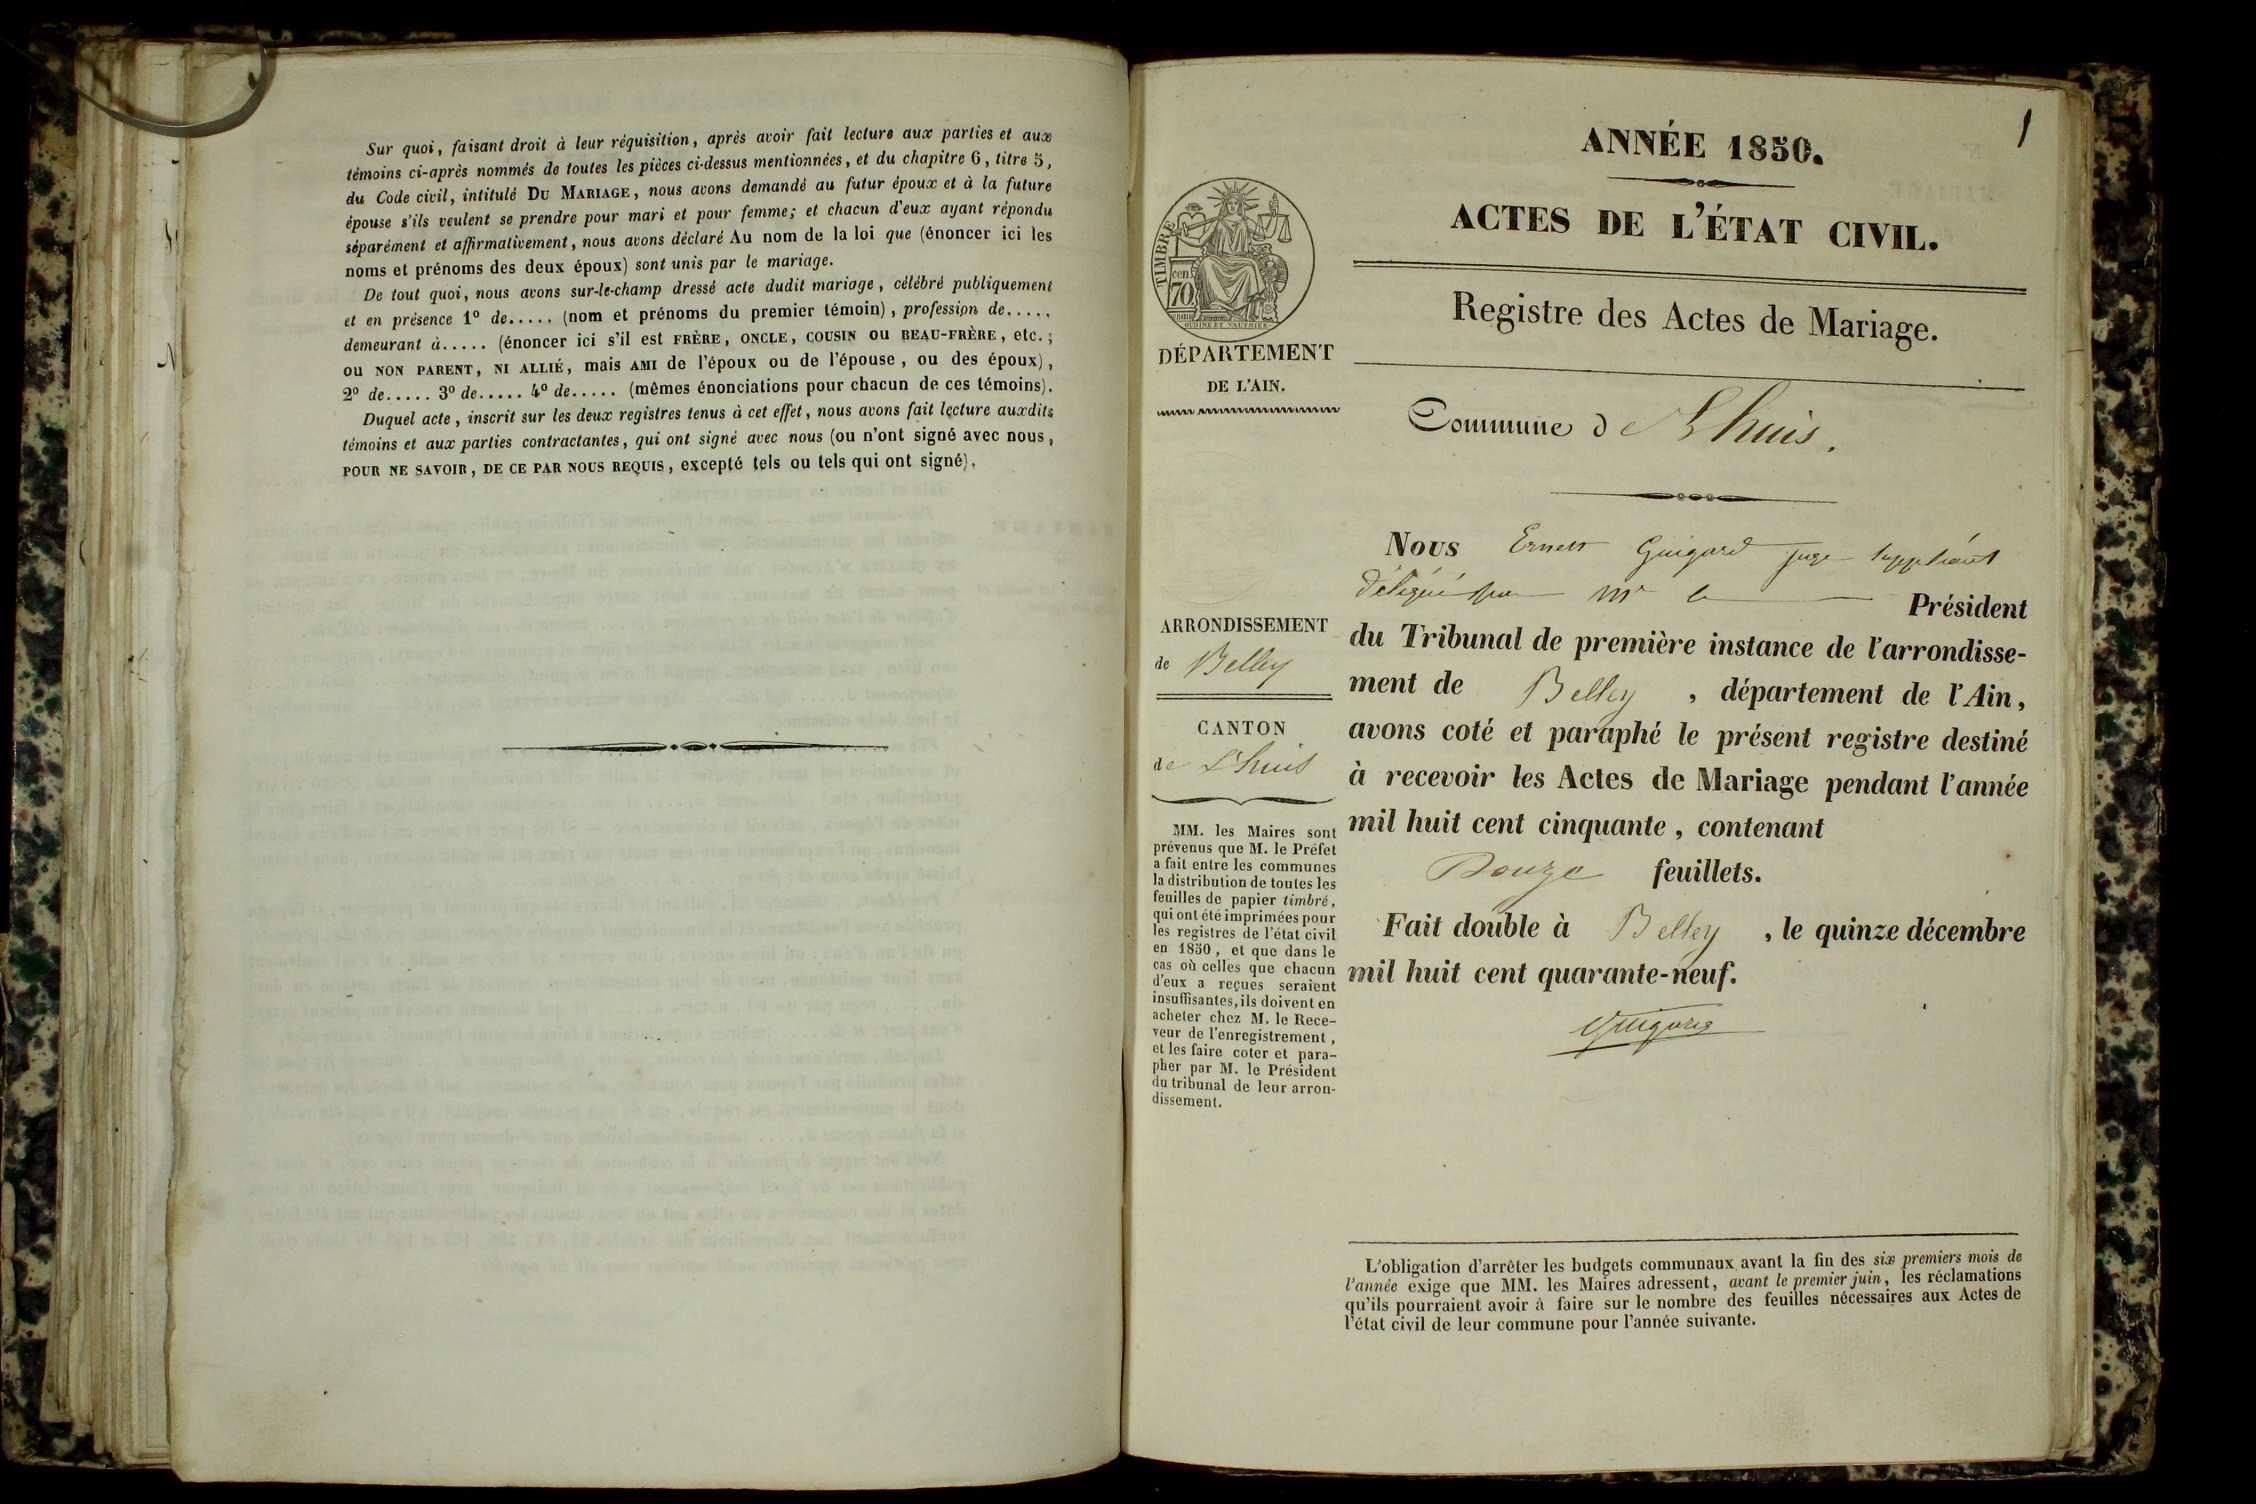 Sur quoi, faisant droit à leur réquisition, après avoir fait lecture aux parties et aux
témoins ci-après nommés de toutes les pièces ci-dessus mentionnées, et du chapitre 6, titre 5,
du Code civil, intitulé DU MARIAGE, nous avons demandé au futur époux et à la future
épouse s'ils veulent se prendre pour mari et pour femme; et chacun d'eux ayant répondu
séparément et affirmativement, nous avons déclaré Au nom de la loi que (énoncer ici les
noms et prénoms des deux époux) sont unis par le mariage.
De tout quoi, nous avons sur-le-champ dressé acte dudit mariage, célébré publiquement
et en présence 1º de..... (nom et prénoms du premier témoin), profession de.....
demeurant à..... (énoncer ici s'il est FRÈRE, ONCLE, COUSIN OU BEAU-FRÈRE, etc.;
ou NON PARENT, NI ALLIÉ, mais AMI de l'époux ou de l'épouse, ou des époux),
2º de..... 3º de..... 4º de..... (mêmes énonciations pour chacun de ces témoins).
Duquel acte, inscrit sur les deux registres tenus à cet effet, nous avons fait lecture auxdits
témoins et aux parties contractantes, qui ont signé avec nous (ou n'ont signé avec nous,
POUR NE SAVOIR, DE CE PAR NOUS REQUIS, excepté tels ou tels qui ont signé).
1
ANNÉE 1850.
ACTES DE L'ÉTAT CIVIL.
Registre des Actes de Mariage.
TIMBRE
cen.
70
OUDINE ET VAUTHIER
DÉPARTEMENT
DE L'AIN.
Commune d Lhuis.
ARRONDISSEMENT
de Belley
CANTON
de Lhuis
MM. les Maires sont
prévenus que M. le Préfet
a fait entre les communes
la distribution de toutes les
feuilles de papier timbré,
qui ont été imprimées pour
les registres de l'état civil
en 1850, et que dans le
cas où celles que chacun
d'eux a reçues seraient
insuffisantes, ils doivent en
acheter chez M. le Rece-
veur de l'enregistrement,
et les faire coter et para-
pher par M. le Président
du tribunal de leur arron-
dissement.
Nous Ernest Guigard juge suppléant
délégué par Mr le Président
du Tribunal de première instance de l'arrondisse-
ment de Belley, département de l'Ain,
avons coté et paraphé le présent registre destiné
à recevoir les Actes de Mariage pendant l'année
mil huit cent cinquante, contenant
Douze feuillets.
Fait double à Belley, le quinze décembre
mil huit cent quarante-neuf.
Guigard
L'obligation d'arrêter les budgets communaux avant la fin des six premiers mois de
l'année exige que MM. les Maires adressent, avant le premier juin, les réclamations
qu'ils pourraient avoir à faire sur le nombre des feuilles nécessaires aux Actes de
l'état civil de leur commune pour l'année suivante.